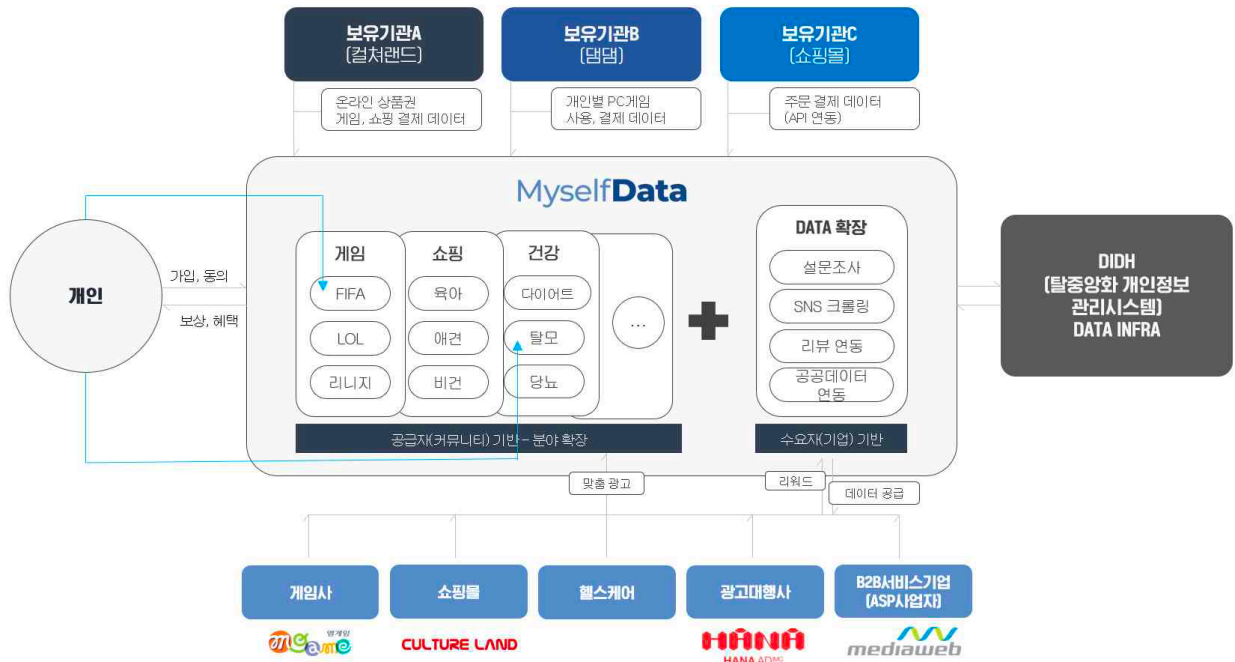 보유기관A
(컬쳐랜드)
보유기관B
(댐댐)
보유기관C
(쇼핑몰)
온라인 상품권
게임, 쇼핑 결제 데이터
개인별 PC게임
사용, 결제 데이터
주문 결제 데이터
(API 연동)
MyselfData
개인
가입, 동의
보상, 혜택
게임
FIFA
LOL
리니지
쇼핑
육아
애견
비건
건강
다이어트
탈모
당뇨
...
DATA 확장
설문조사
SNS 크롤링
리뷰 연동
공공데이터
연동
공급자(커뮤니티) 기반 - 분야 확장
수요자(기업) 기반
DIDH
(탈중앙화 개인정보
관리시스템)
DATA INFRA
맞춤 광고
리워드
데이터 공급
게임사
쇼핑몰
헬스케어
광고대행사
B2B서비스기업
(ASP사업자)
mgame
엠게임
CULTURE LAND
HANA
HANA ADMC
mediaweb